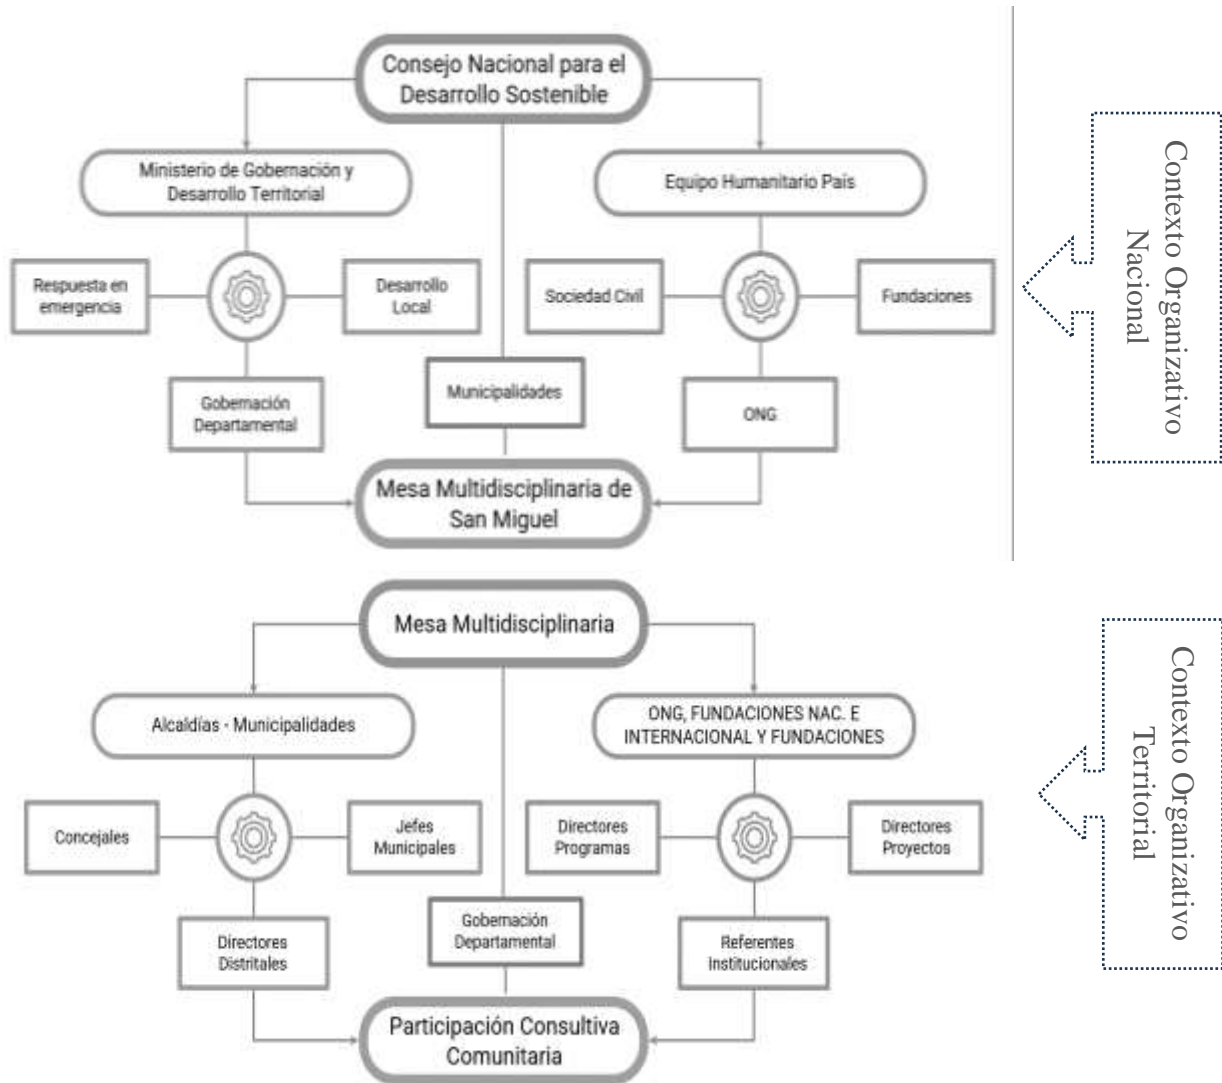 Consejo Nacional para el
Desarrollo Sostenible
Ministerio de Gobernación y
Desarrollo Territorial
Equipo Humanitario País
Respuesta en
emergencia
Desarrollo
Local
Sociedad Civil
Fundaciones
Gobernación
Departamental
Municipalidades
ONG
Mesa Multidisciplinaria de
San Miguel
Contexto Organizativo
Nacional
Mesa Multidisciplinaria
Alcaldías - Municipalidades
ONG, FUNDACIONES NAC. E
INTERNACIONAL Y FUNDACIONES
Concejales
Jefes
Municipales
Directores
Programas
Directores
Proyectos
Directores
Distritales
Gobernación
Departamental
Referentes
Institucionales
Participación Consultiva
Comunitaria
Contexto Organizativo
Territorial